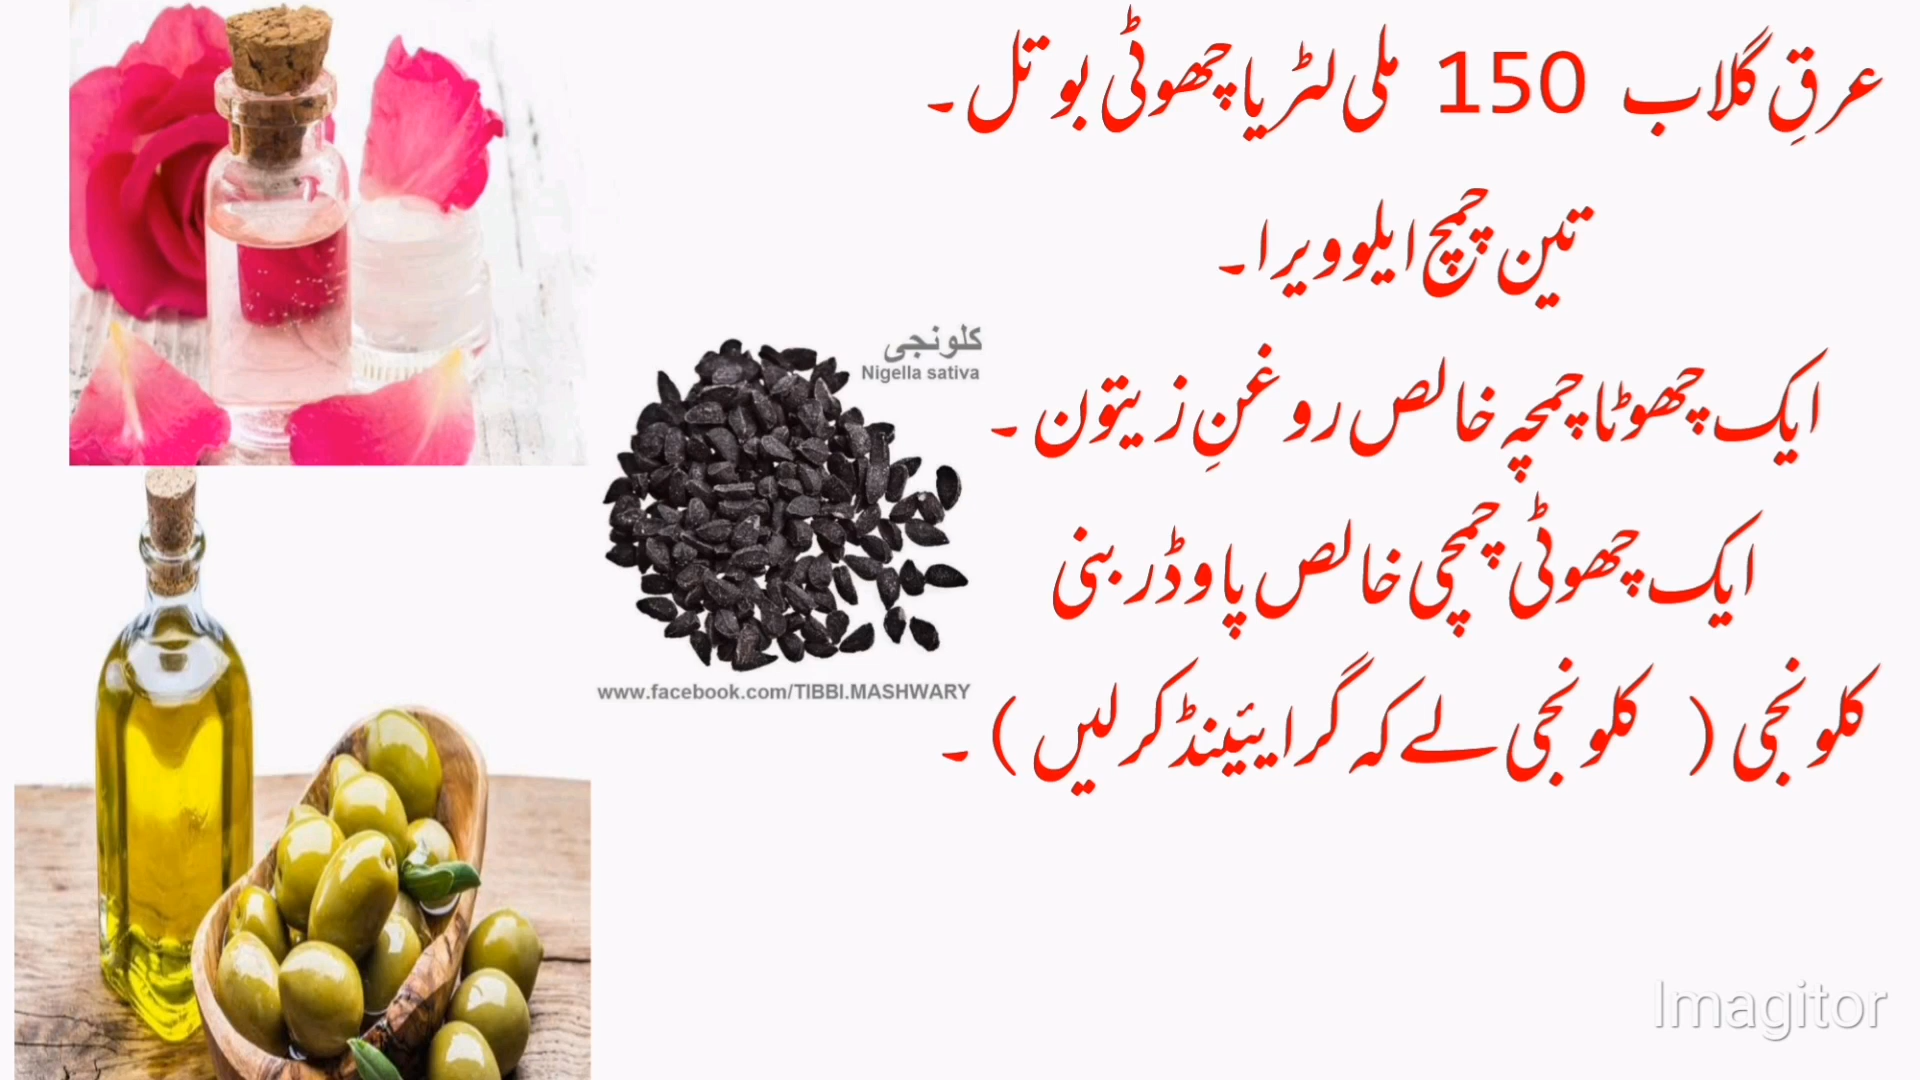 عرقِ گلاب 150 ملی لٹر یا چھوٹی بوتل۔
تین چمچ ایلوویرا۔
ایک چھوٹا چمچہ خالص روغنِ زیتون۔
ایک چھوٹی چمچی خالص پاوڈر بنی
کلونجی ( کلونجی لے کہ گرایئینڈ کرلیں )۔
کلونجی
Nigella sativa
www.facebook.com/TIBBI.MASHWARY
Imagitor